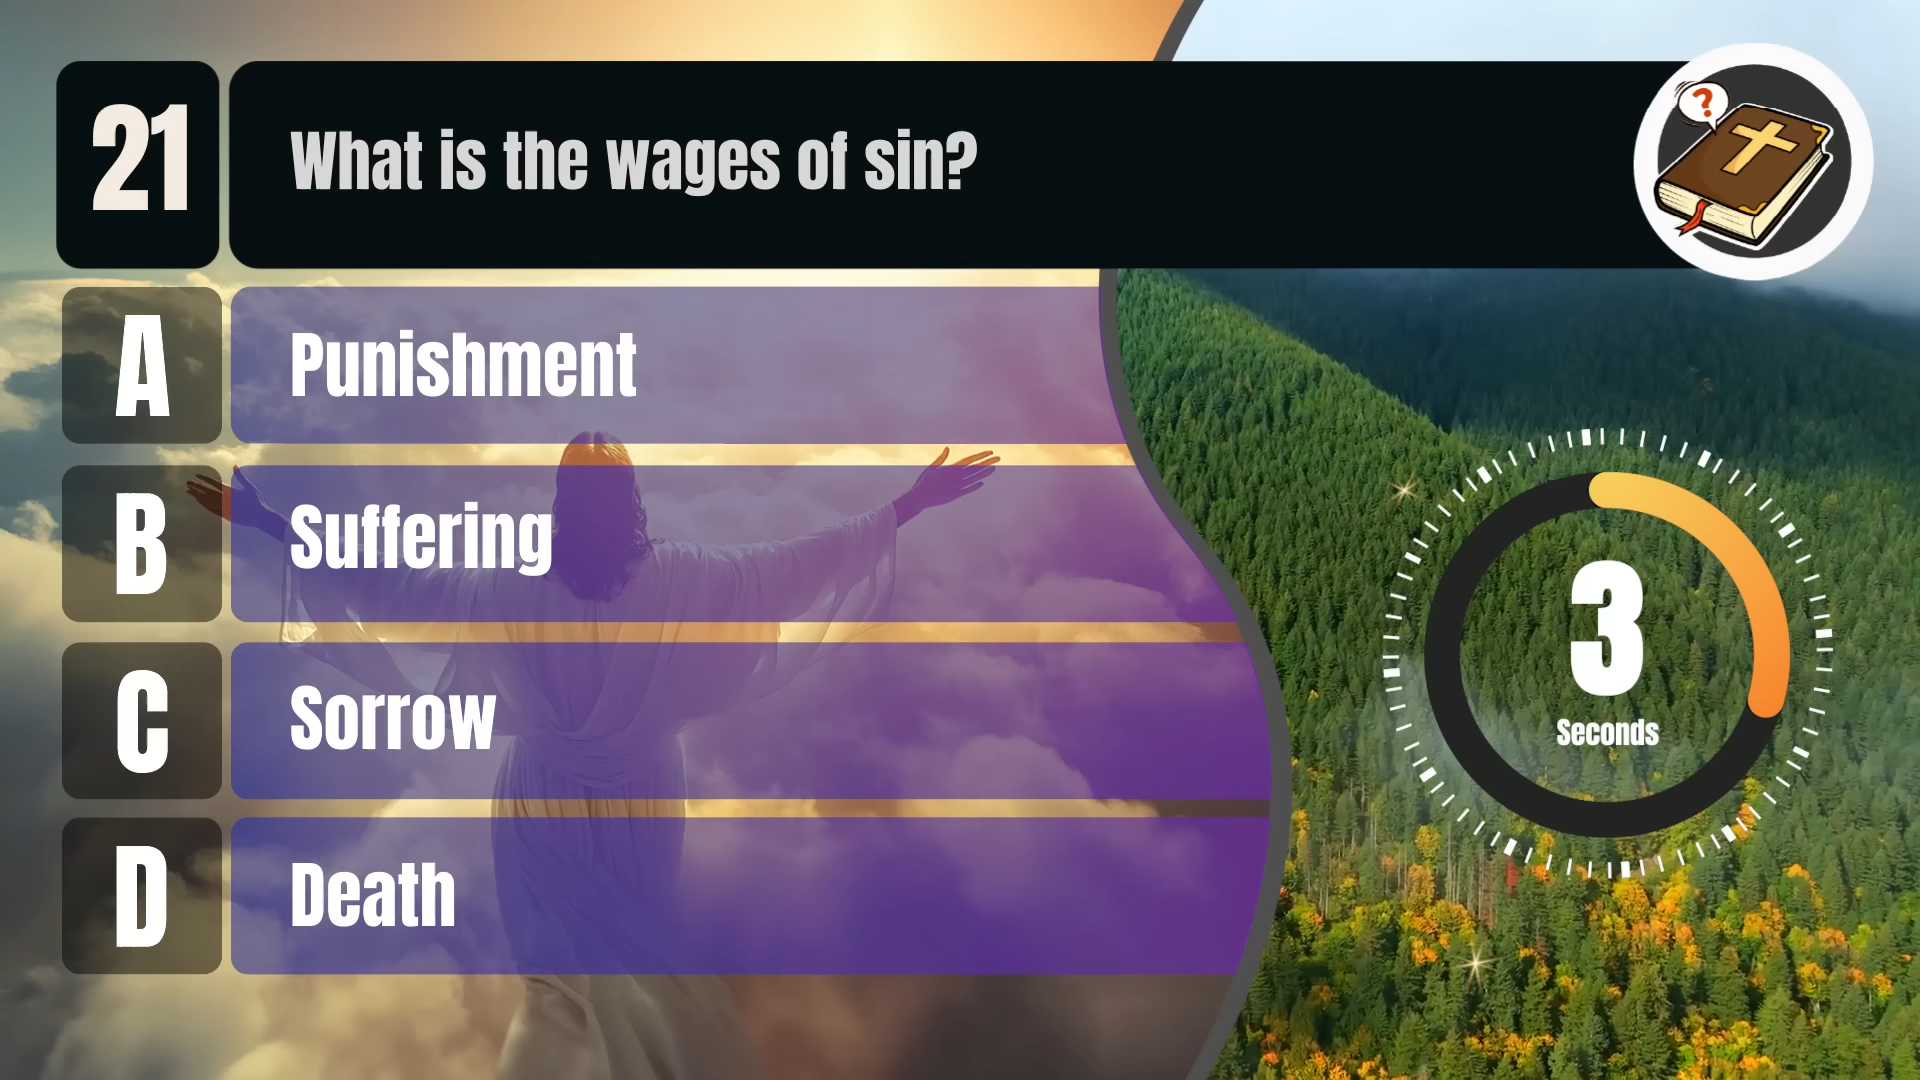 21
What is the wages of sin?
?
A
Punishment
B
Suffering
C
Sorrow
D
Death
3
Seconds